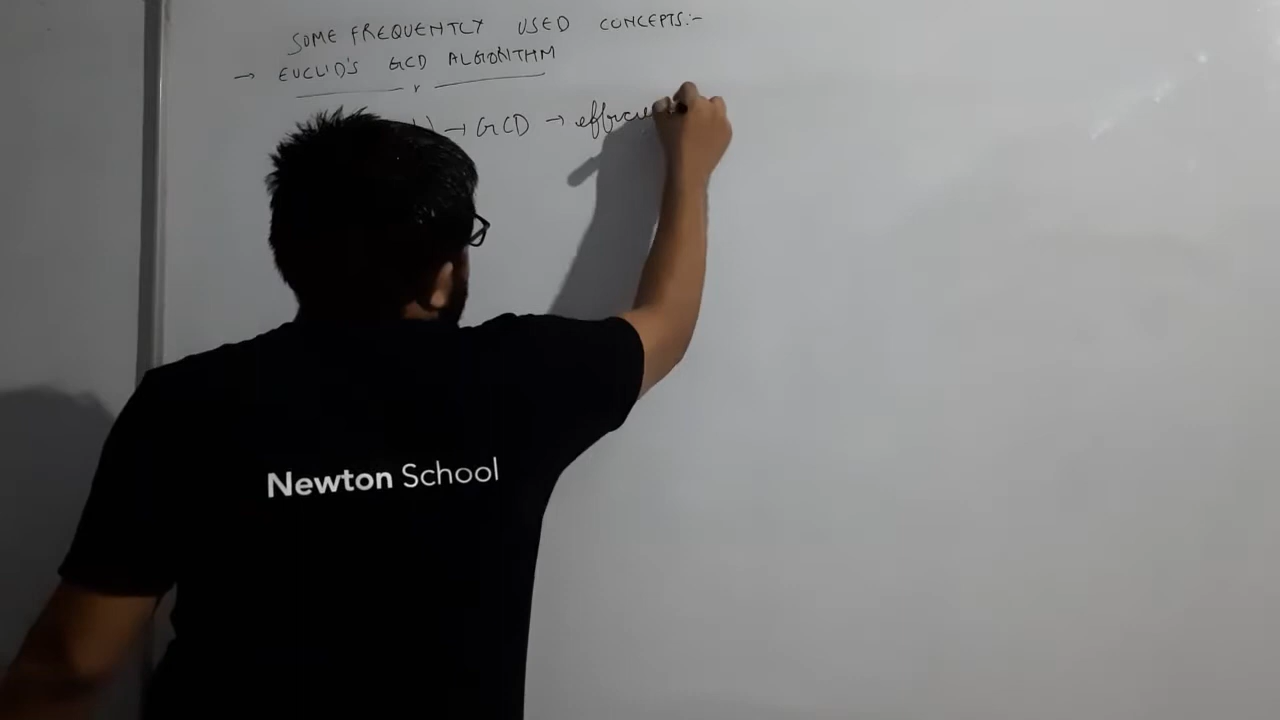 SOME FREQUENTLY USED CONCEPTS:-
→ EUCLID'S GCD ALGORITHM
→ GCD →
Newton School